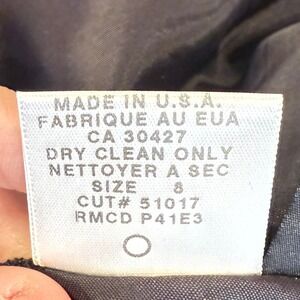 MADE IN U.S.A.
FABRIQUE AU EUA
CA 30427
DRY CLEAN ONLY
NETTOYER A SEC
SIZE 8
CUT# 51017
RMCD P41E3